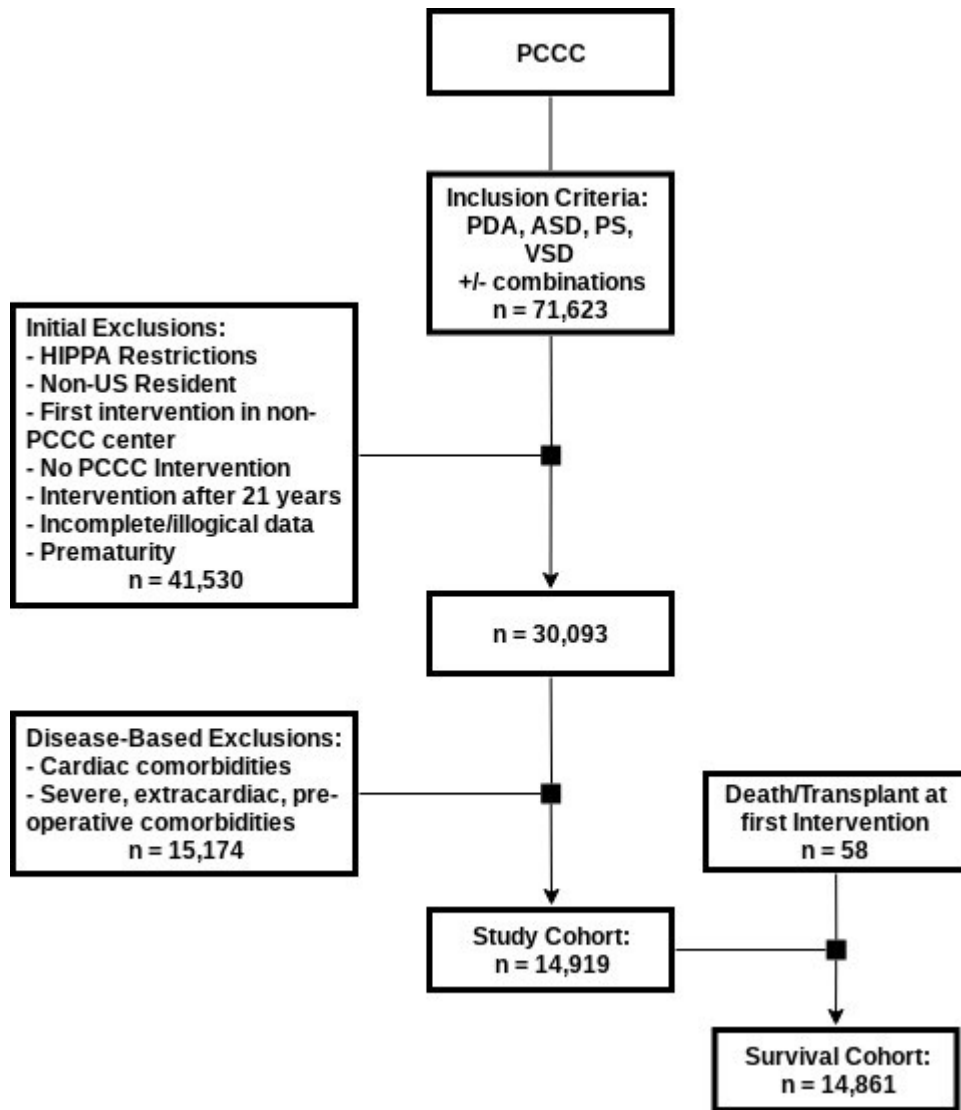 PCCC
Inclusion Criteria:
PDA, ASD, PS,
VSD
+/- combinations
n = 71,623
Initial Exclusions:
- HIPPA Restrictions
- Non-US Resident
- First intervention in non-
PCCC center
- No PCCC Intervention
- Intervention after 21 years
- Incomplete/illogical data
- Prematurity
n = 41,530
n = 30,093
Disease-Based Exclusions:
- Cardiac comorbidities
- Severe, extracardiac, pre-
operative comorbidities
n = 15,174
Death/Transplant at
first Intervention
n = 58
Study Cohort:
n = 14,919
Survival Cohort:
n = 14,861